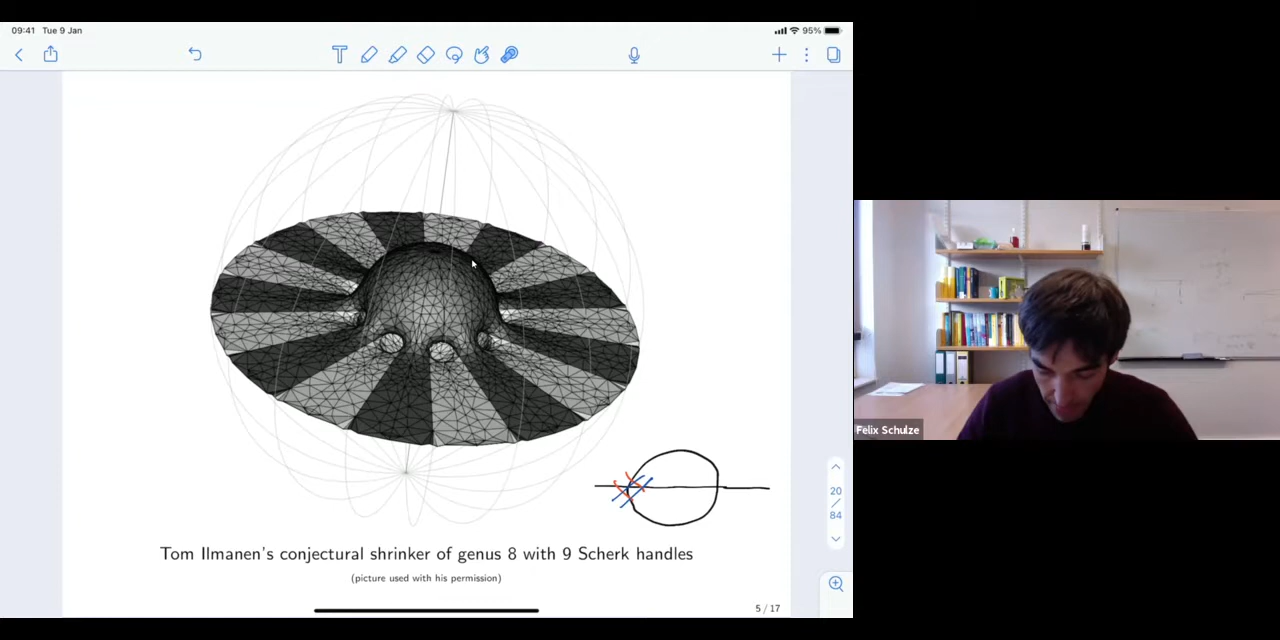 09:41 Tue 9 Jan
95%
T
Felix Schulze
20
/
84
Tom Ilmanen's conjectural shrinker of genus 8 with 9 Scherk handles
(picture used with his permission)
5 / 17